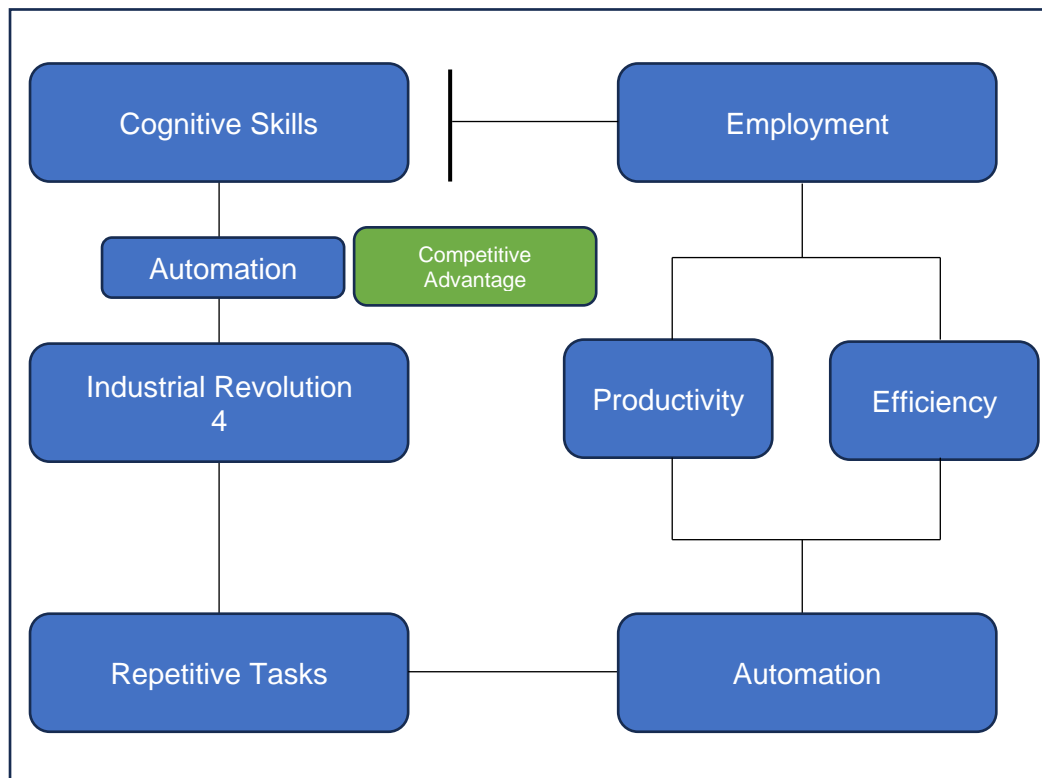 Cognitive Skills
Employment
Automation
Competitive
Advantage
Industrial Revolution
4
Productivity
Efficiency
Repetitive Tasks
Automation